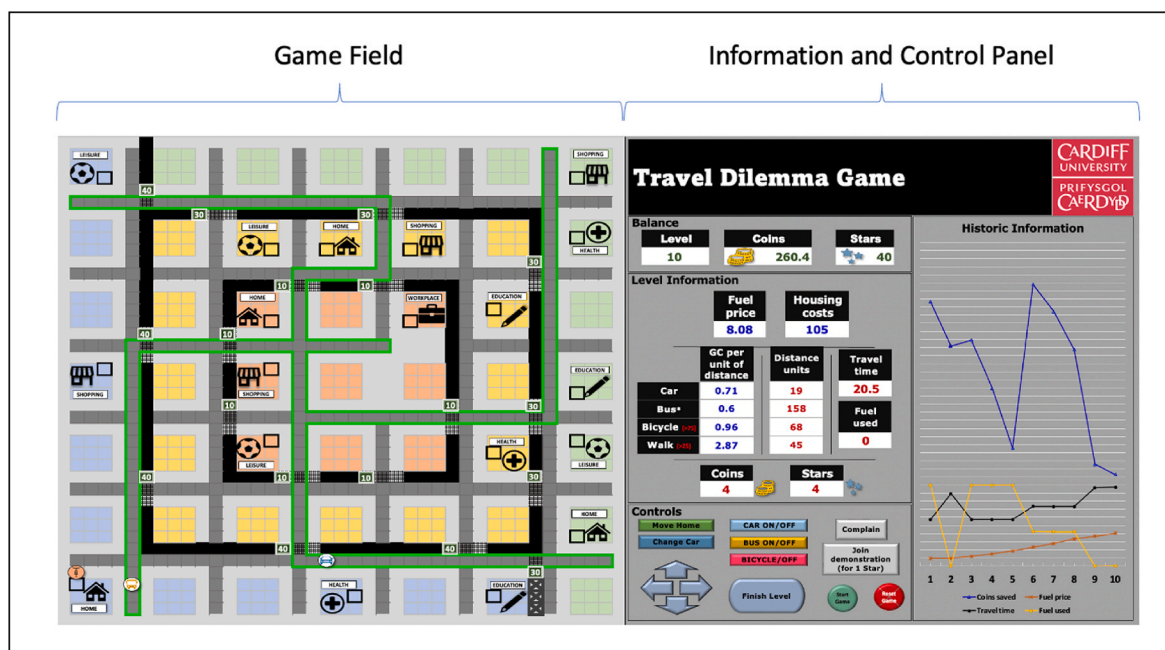 Game Field
Information and Control Panel
LEISURE
SHOPPING
40
30
30
LEISURE
HOME
SHOPPING
HEALTH
30
10
10
HOME
WORKPLACE
EDUCATION
40
10
SHOPPING
SHOPPING
EDUCATION
10
10
30
HEALTH
LEISURE
LEISURE
40
10
10
HOME
40
40
30
HOME
HEALTH
EDUCATION
Travel Dilemma Game
CARDIFF
UNIVERSITY
PRIFYSGOL
CAERDYDD
Balance
Level
Coins
Stars
10
260.4
40
Level Information
Fuel
price
Housing
costs
8.08
105
GC per
unit of
distance
Distance
units
Travel
time
Car
0.71
19
20.5
Bus*
0.6
158
Fuel
used
Bicycle
0.96
68
0
Walk
2.87
45
Coins
Stars
4
4
Controls
Move Home
CAR ON/OFF
Complain
Change Car
BUS ON/OFF
BICYCLE/OFF
Join
demonstration
(for 1 Star)
Finish Level
Start
Game
Reset
Game
Historic Information
1 2 3 4 5 6 7 8 9 10
Coins saved
Fuel price
Travel time
Fuel used